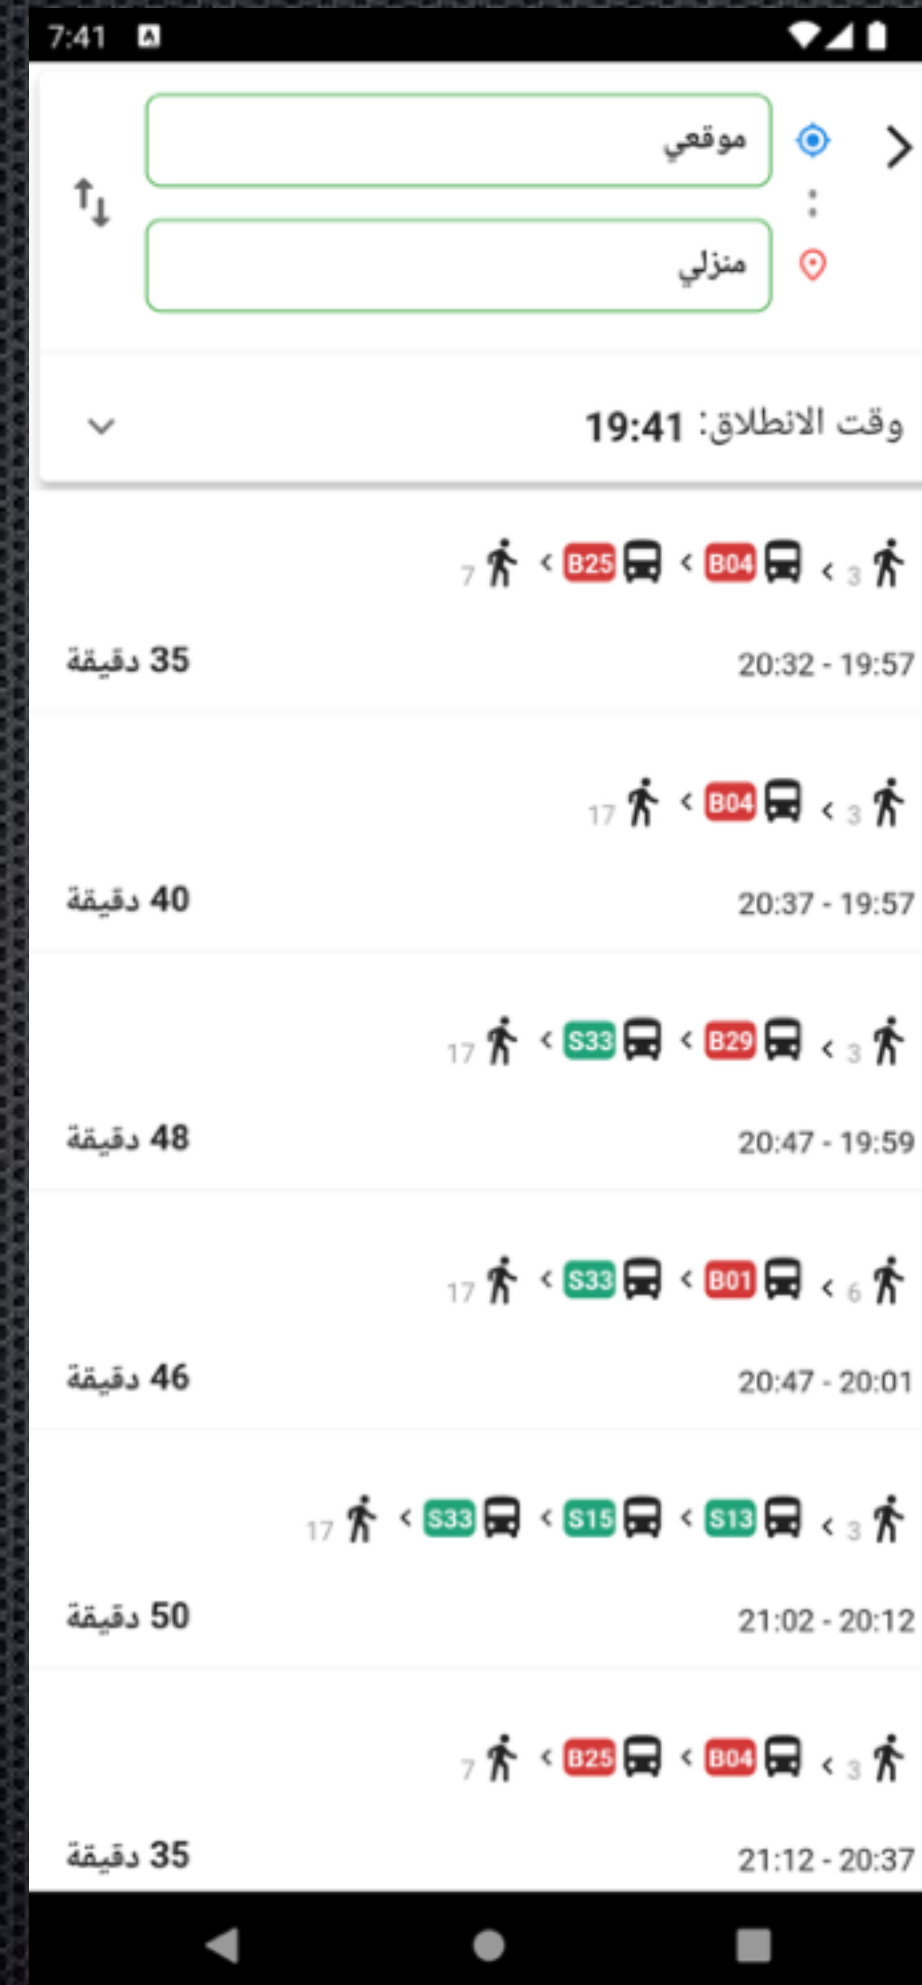 7:41
موقعي
منزلي
وقت الانطلاق: 19:41
3 B04 B25 7
19:57 - 20:32
35 دقيقة
3 B04 17
19:57 - 20:37
40 دقيقة
3 B29 S33 17
19:59 - 20:47
48 دقيقة
6 B01 S33 17
20:01 - 20:47
46 دقيقة
3 S13 S15 S33 17
20:12 - 21:02
50 دقيقة
3 B04 B25 7
20:37 - 21:12
35 دقيقة